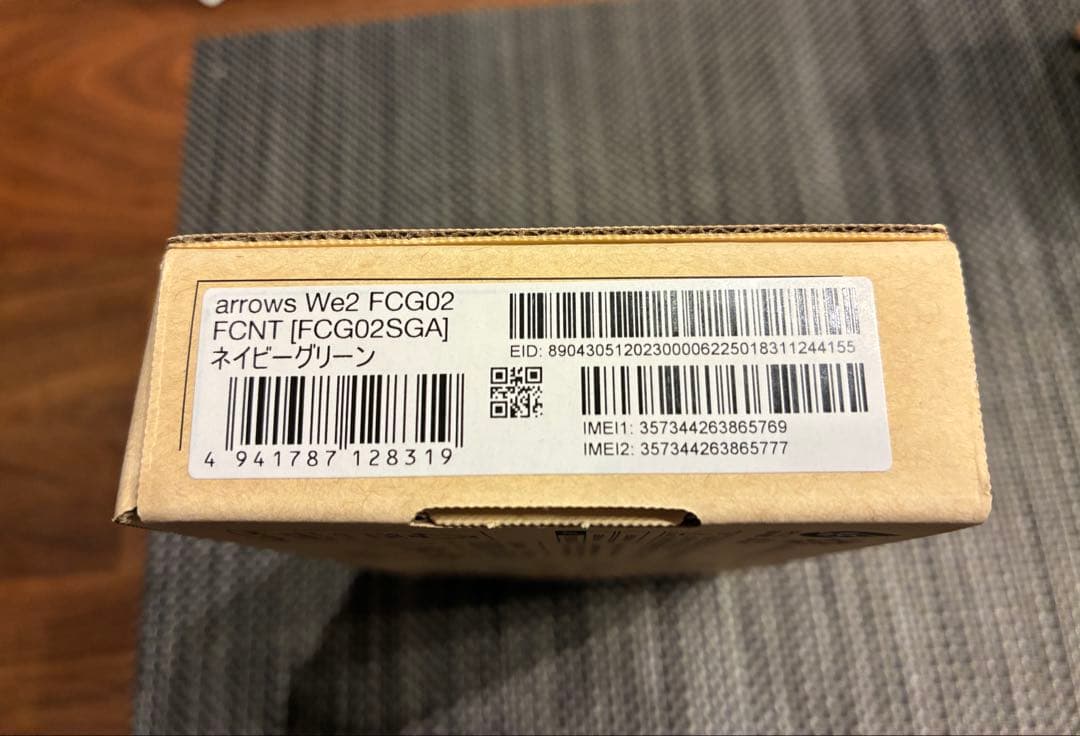 arrows We2 FCG02
FCNT [FCG02SGA]
ネイビーグリーン
4 941787 128319
EID: 89043051202300006225018311244155
IMEI1: 357344263865769
IMEI2: 357344263865777